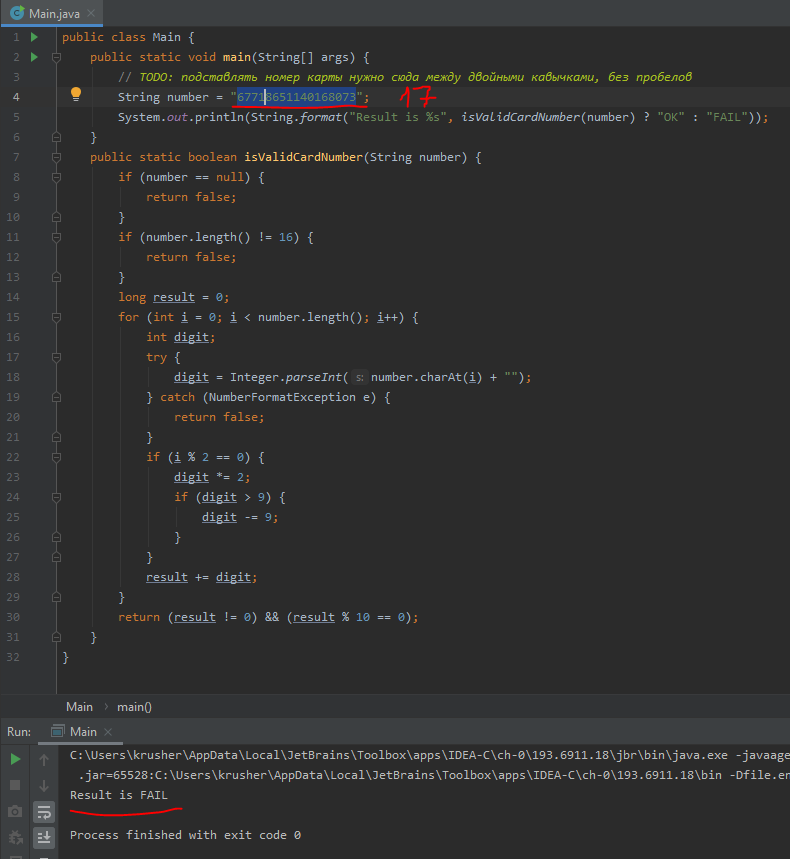 Main.java
1 public class Main {
2 public static void main(String[] args) {
3 // TODO: подставлять номер карты нужно сюда между двойными кавычками, без пробелов
4 String number = "67718651140168073"; 17
5 System.out.println(String.format("Result is %s", isValidCardNumber(number) ? "OK" : "FAIL"));
6 }
7 public static boolean isValidCardNumber(String number) {
8 if (number == null) {
9 return false;
10 }
11 if (number.length() != 16) {
12 return false;
13 }
14 long result = 0;
15 for (int i = 0; i < number.length(); i++) {
16 int digit;
17 try {
18 digit = Integer.parseInt( s: number.charAt(i) + "");
19 } catch (NumberFormatException e) {
20 return false;
21 }
22 if (i % 2 == 0) {
23 digit *= 2;
24 if (digit > 9) {
25 digit -= 9;
26 }
27 }
28 result += digit;
29 }
30 return (result != 0) && (result % 10 == 0);
31 }
32 }
Main › main()
Run: Main
C:\Users\krusher\AppData\Local\JetBrains\Toolbox\apps\IDEA-C\ch-0\193.6911.18\jbr\bin\java.exe -javaage
.jar=65528:C:\Users\krusher\AppData\Local\JetBrains\Toolbox\apps\IDEA-C\ch-0\193.6911.18\bin -Dfile.en
Result is FAIL
Process finished with exit code 0